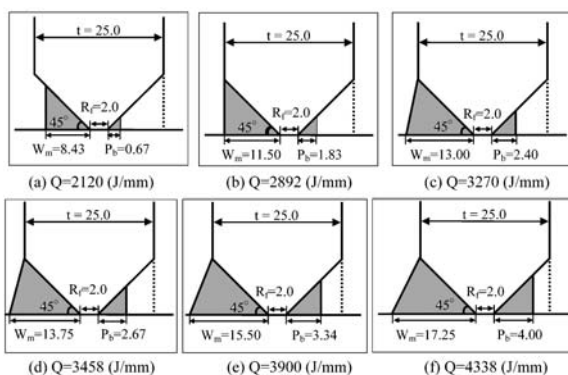 t = 25.0
Rf=2.0
45°
Wm=8.43 Pb=0.67
(a) Q=2120 (J/mm)
t = 25.0
Rf=2.0
45°
Wm=11.50 Pb=1.83
(b) Q=2892 (J/mm)
t = 25.0
Rf=2.0
45°
Wm=13.00 Pb=2.40
(c) Q=3270 (J/mm)
t = 25.0
Rf=2.0
45°
Wm=13.75 Pb=2.67
(d) Q=3458 (J/mm)
t = 25.0
Rf=2.0
45°
Wm=15.50 Pb=3.34
(e) Q=3900 (J/mm)
t = 25.0
Rf=2.0
45°
Wm=17.25 Pb=4.00
(f) Q=4338 (J/mm)